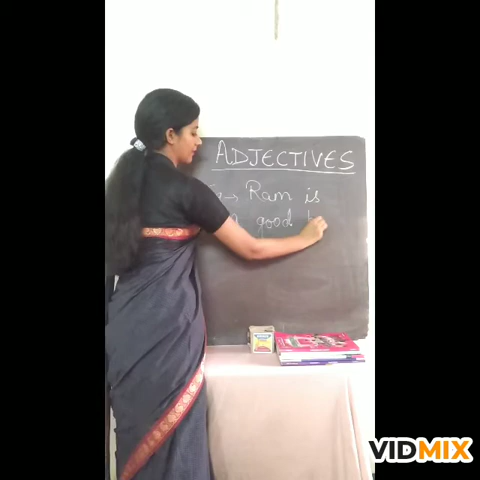 ADJECTIVES
→ Ram is
good
VIDMIX